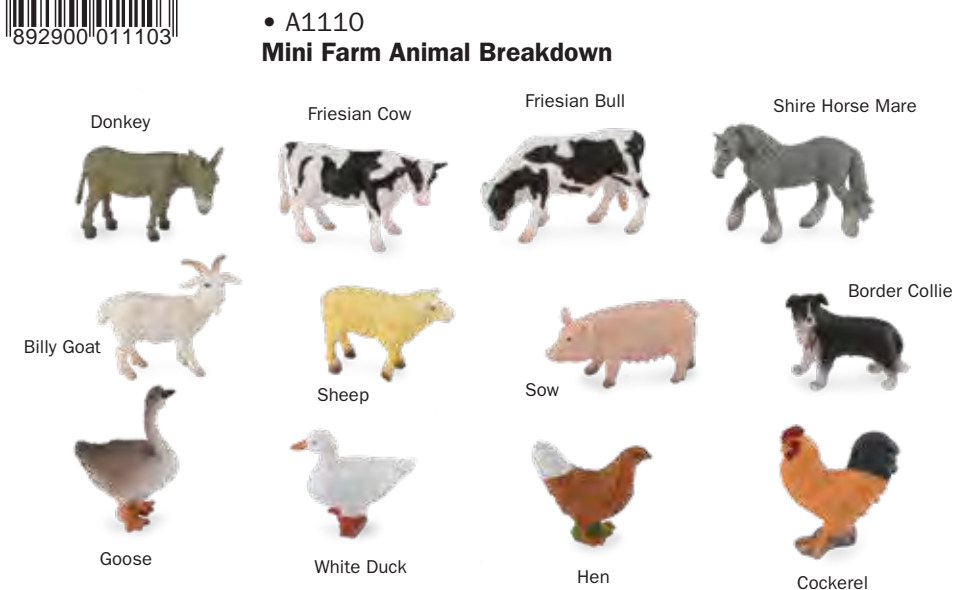 892900 011103
• A1110
Mini Farm Animal Breakdown
Donkey
Friesian Cow
Friesian Bull
Shire Horse Mare
Billy Goat
Sheep
Sow
Border Collie
Goose
White Duck
Hen
Cockerel